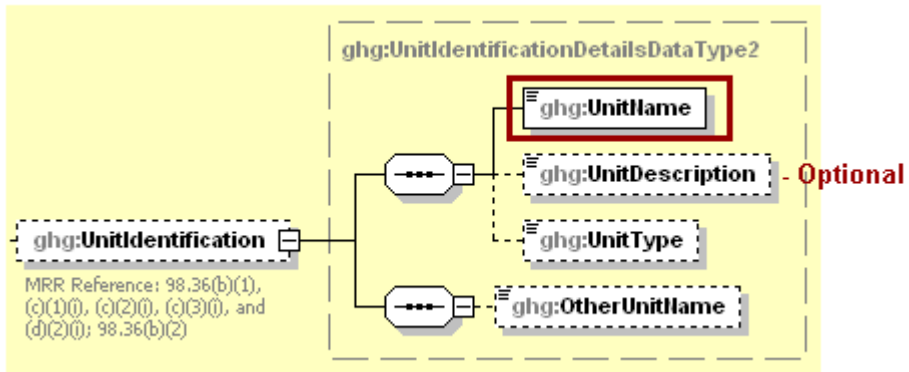 ghg:UnitIdentificationDetailsDataType2
ghg:UnitName
ghg:UnitDescription
- Optional
ghg:UnitType
ghg:UnitIdentification
MRR Reference: 98.36(b)(1),
(c)(1)(i), (c)(2)(i), (c)(3)(i), and
(d)(2)(i); 98.36(b)(2)
ghg:OtherUnitName